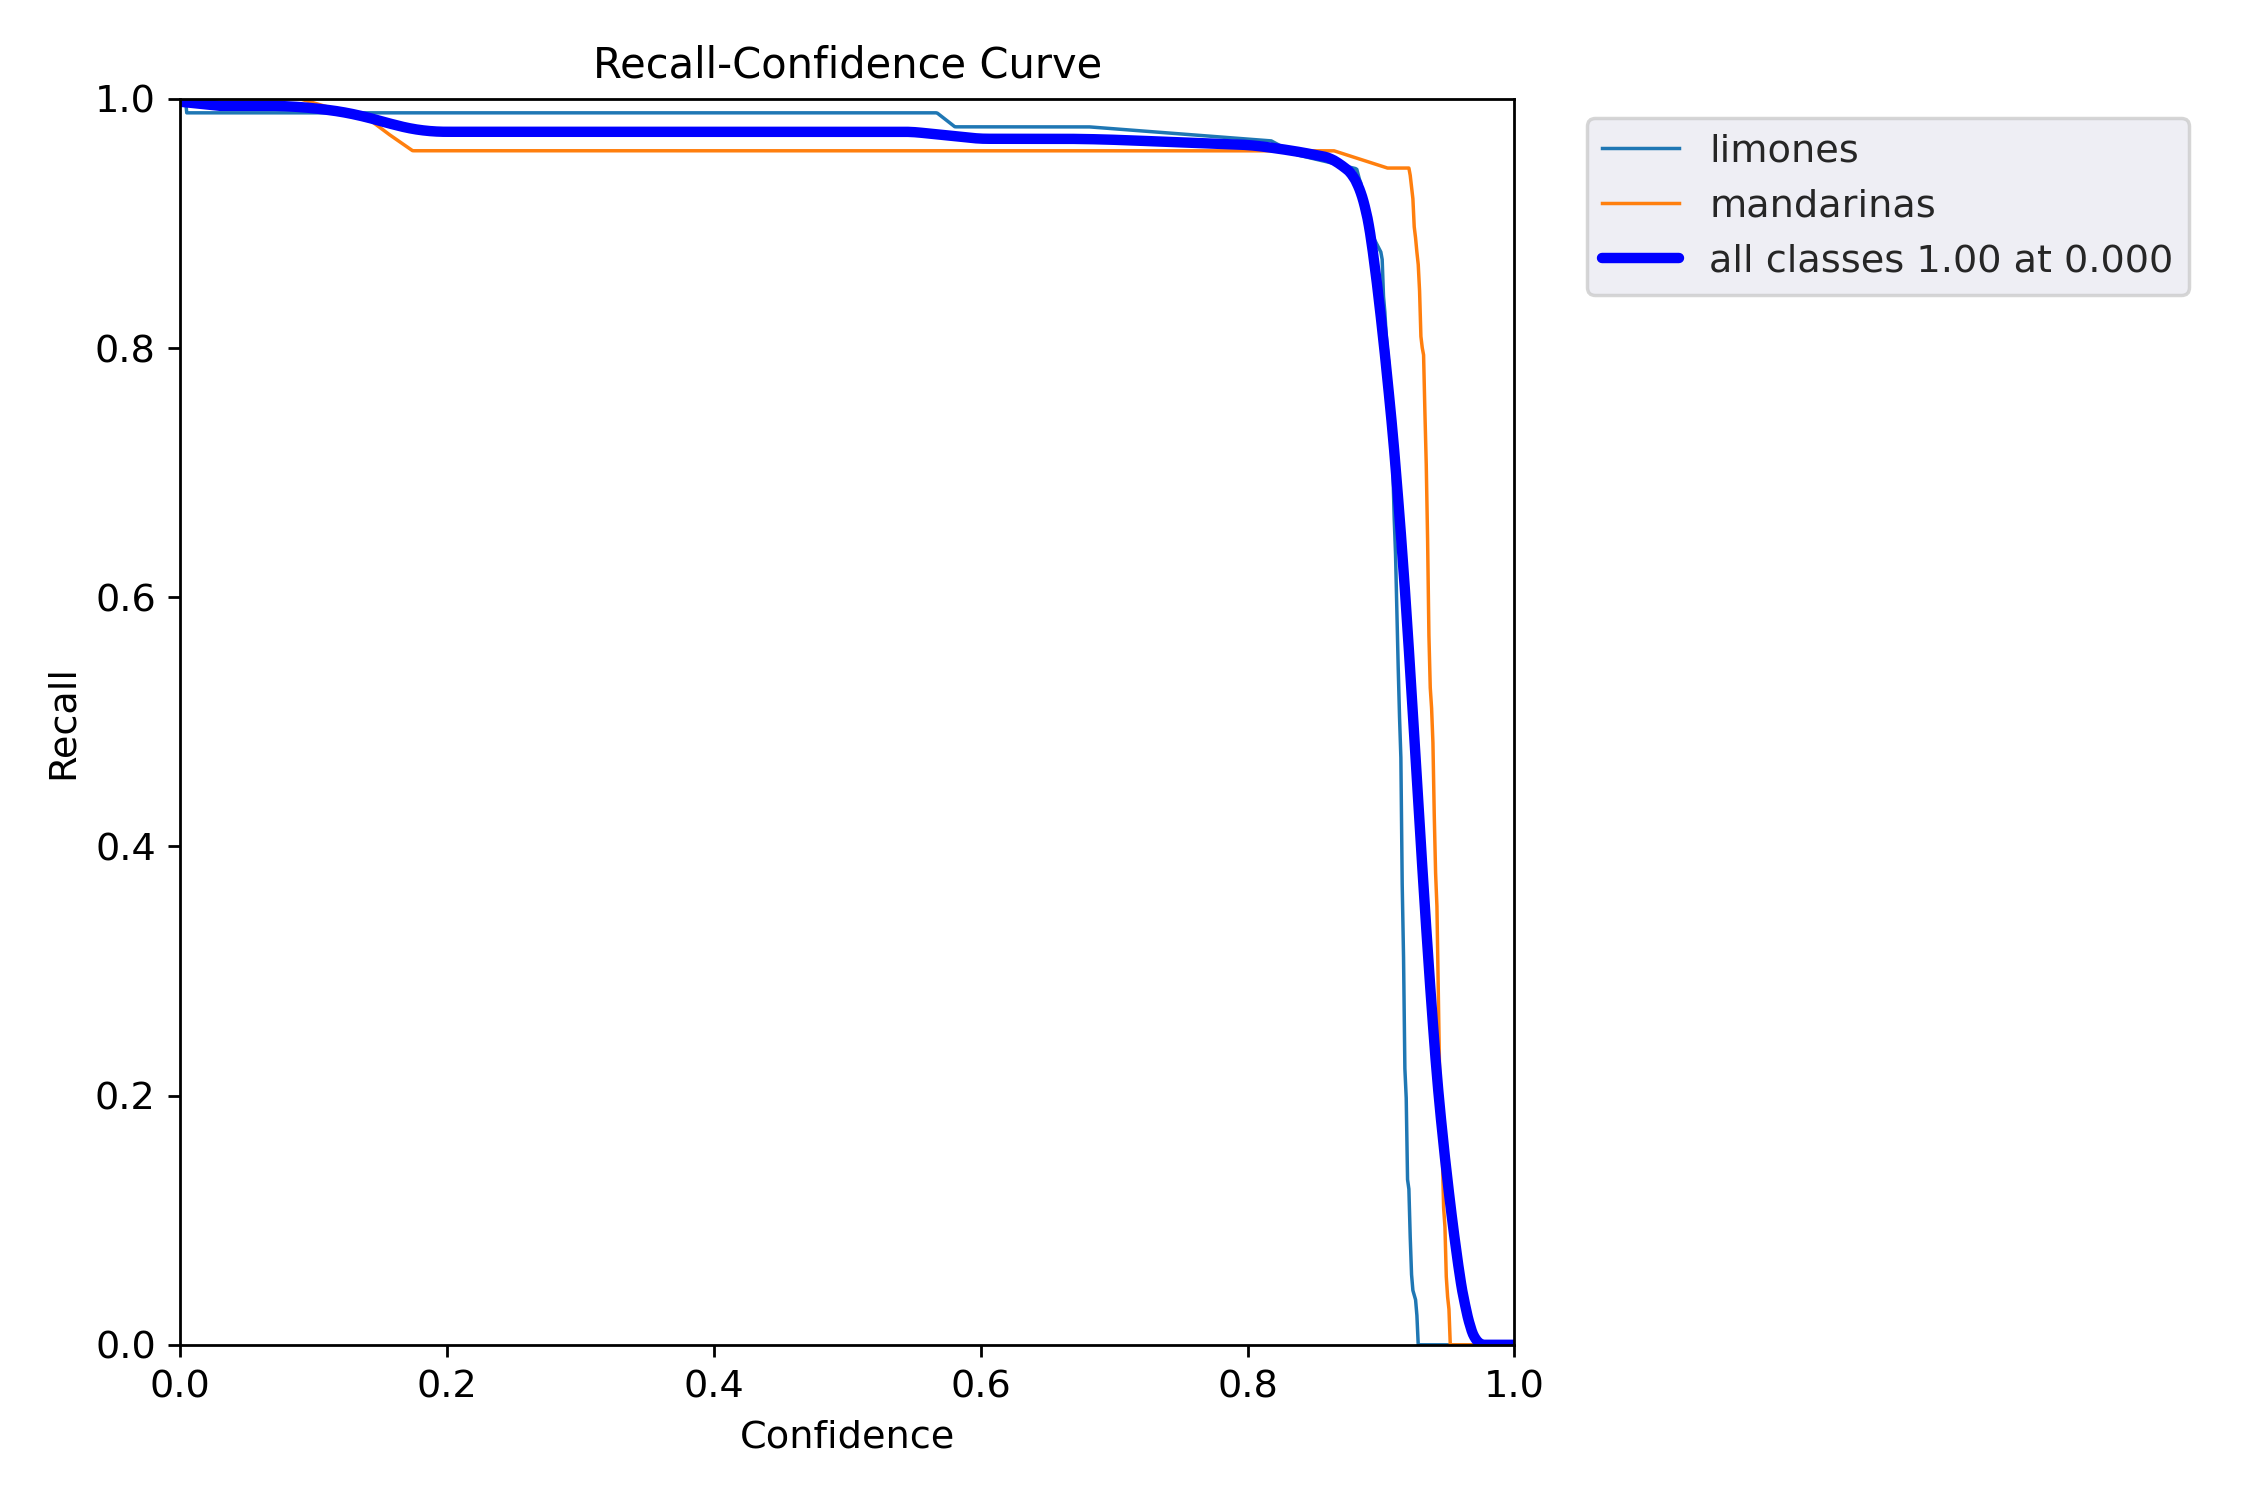 Recall-Confidence Curve
1.0
0.8
0.6
0.4
0.2
0.0
Recall
0.0 0.2 0.4 0.6 0.8 1.0
Confidence
limones
mandarinas
all classes 1.00 at 0.000